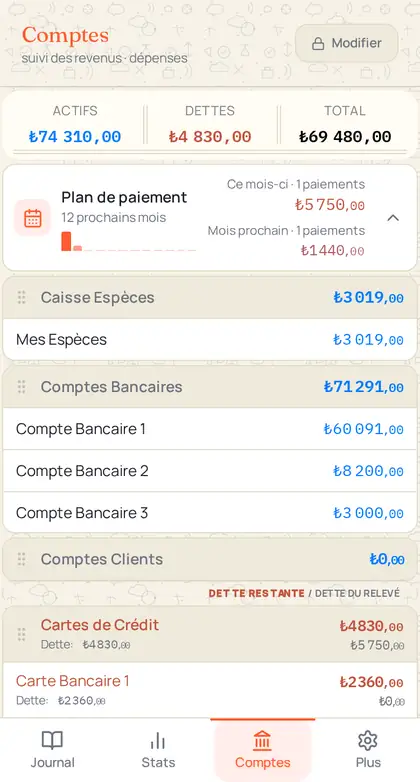 Comptes
suivi des revenus · dépenses
Modifier
ACTIFS
DETTES
TOTAL
₺74 310,00
₺4 830,00
₺69 480,00
Plan de paiement
12 prochains mois
Ce mois-ci · 1 paiements
₺5 750,00
Mois prochain · 1 paiements
₺1440,00
Caisse Espèces
₺3 019,00
Mes Espèces
₺3 019,00
Comptes Bancaires
₺71 291,00
Compte Bancaire 1
₺60 091,00
Compte Bancaire 2
₺8 200,00
Compte Bancaire 3
₺3 000,00
Comptes Clients
₺0,00
DETTE RESTANTE / DETTE DU RELEVÉ
Cartes de Crédit
₺4830,00
Dette: ₺4830,00
₺5 750,00
Carte Bancaire 1
₺2360,00
Dette: ₺2360,00
₺0,00
Journal
Stats
Comptes
Plus